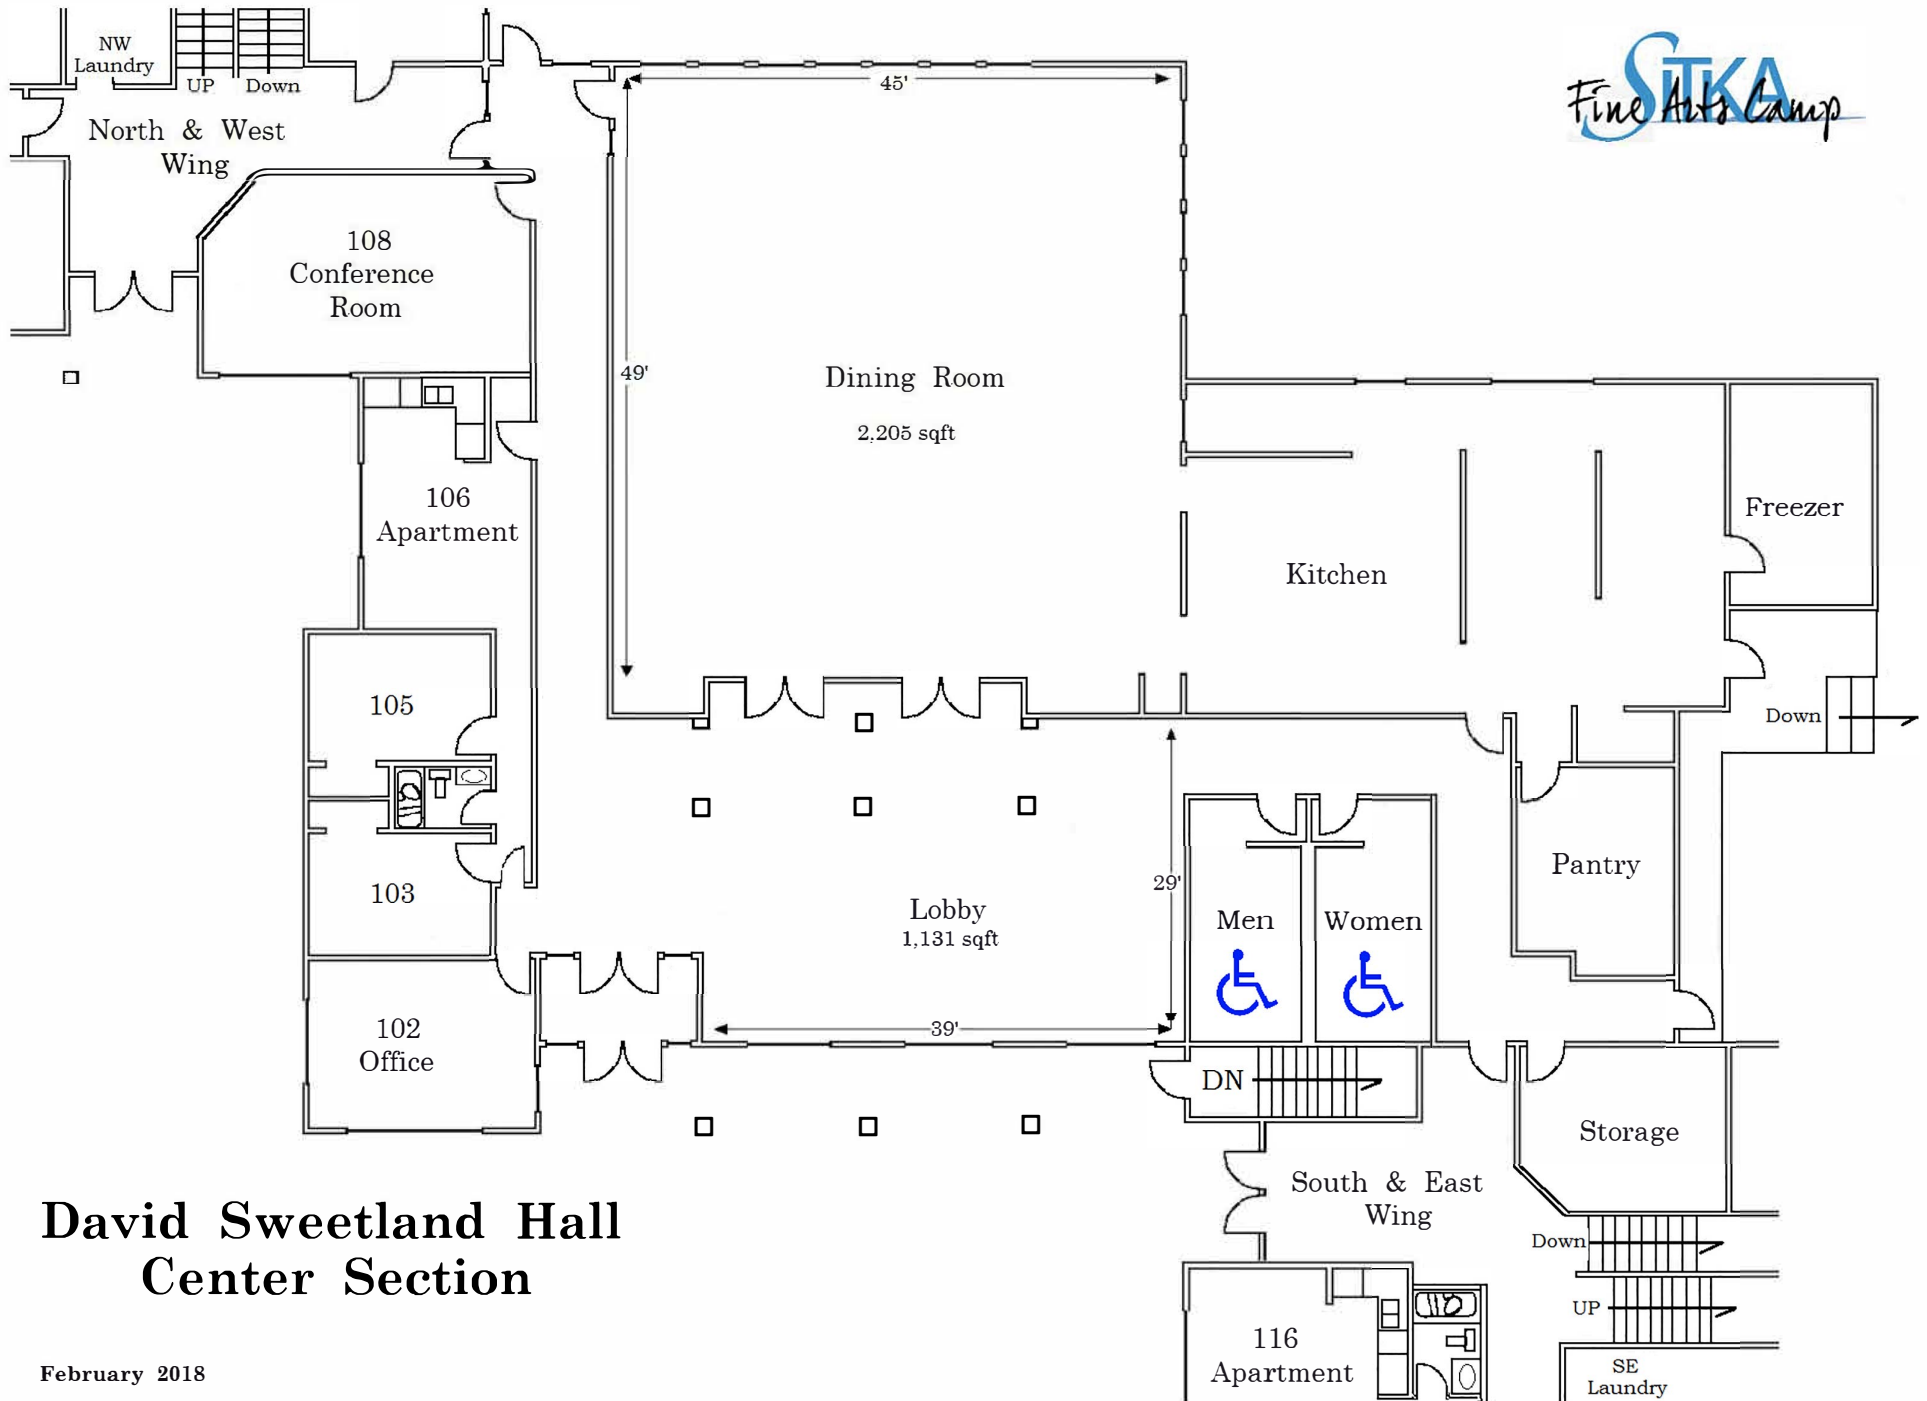 NW
Laundry
UP
Down
North & West
Wing
SITKA
Fine Arts Camp
45'
108
Conference
Room
49'
Dining Room
2,205 sqft
106
Apartment
Freezer
Kitchen
105
Down
Pantry
29'
103
Lobby
1,131 sqft
Men
Women
102
Office
39'
DN
Storage
South & East
Wing
David Sweetland Hall
Center Section
Down
UP
116
Apartment
SE
Laundry
February 2018